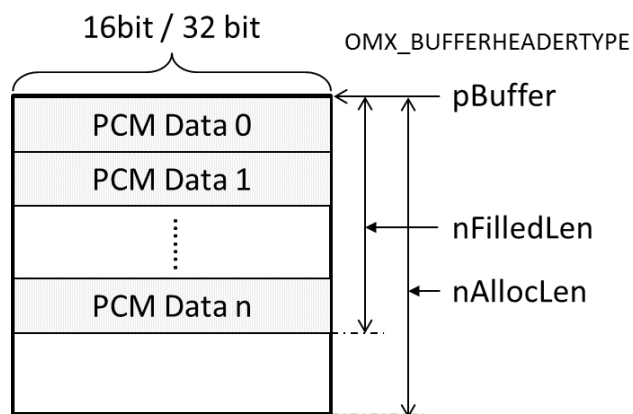 16bit / 32 bit
OMX_BUFFERHEADERTYPE
pBuffer
PCM Data 0
PCM Data 1
nFilledLen
nAllocLen
PCM Data n